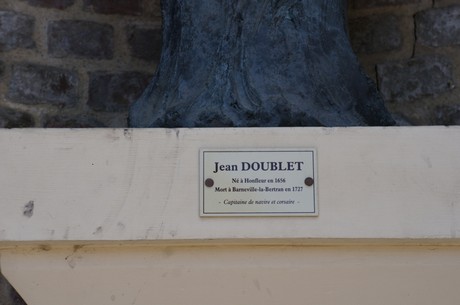 Jean DOUBLET
Né à Honfleur en 1656
Mort à Barneville-la-Bertran en 1727
- Capitaine de navire et corsaire -